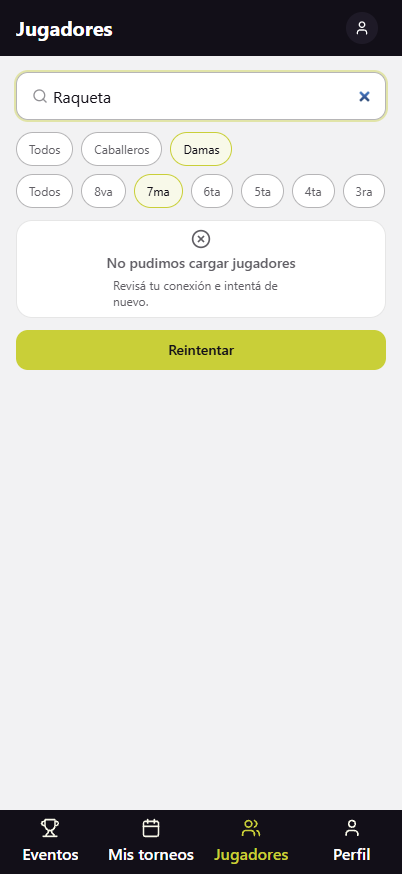 Jugadores
Raqueta
Todos Caballeros Damas
Todos 8va 7ma 6ta 5ta 4ta 3ra
No pudimos cargar jugadores
Revisá tu conexión e intentá de
nuevo.
Reintentar
Eventos Mis torneos Jugadores Perfil